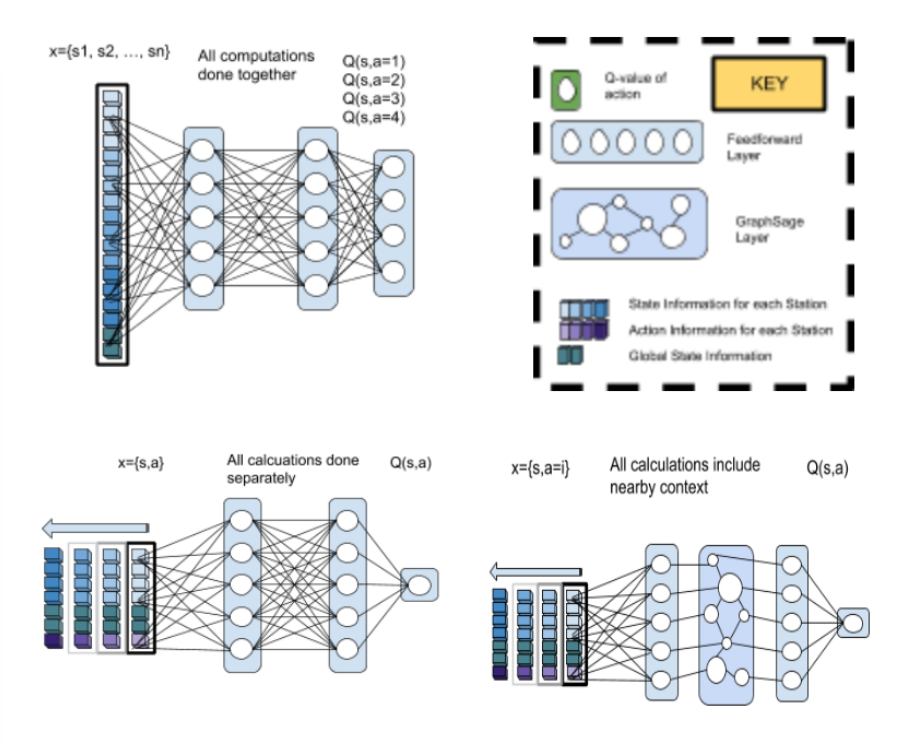 x={s1, s2, ..., sn}
All computations
done together
Q(s,a=1)
Q(s,a=2)
Q(s,a=3)
Q(s,a=4)
KEY
Q-value of
action
Feedforward
Layer
GraphSage
Layer
State Information for each Station
Action Information for each Station
Global State Information
x={s,a}
All calcuations done
separately
Q(s,a)
x={s,a=i}
All calculations include
nearby context
Q(s,a)